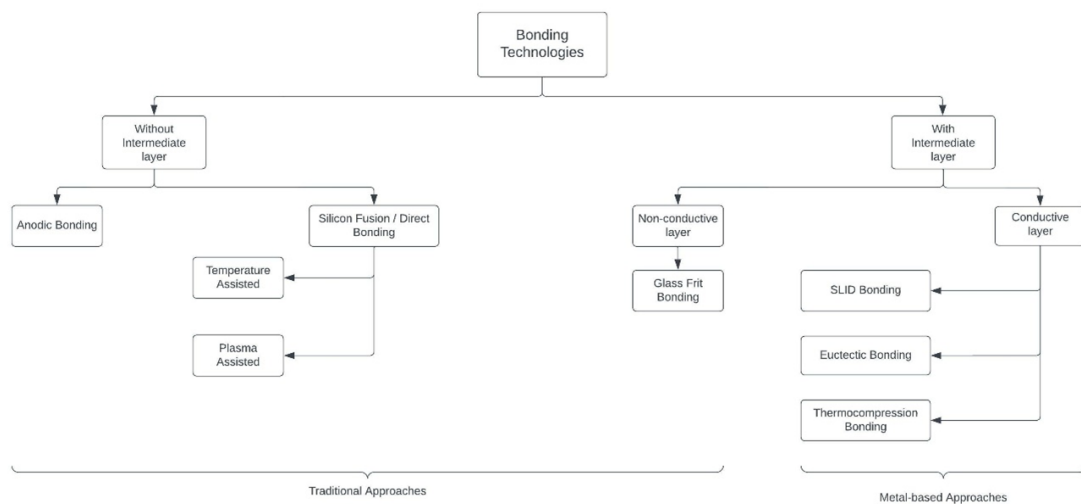 Bonding
Technologies
Without
Intermediate
layer
With
Intermediate
layer
Anodic Bonding
Silicon Fusion / Direct
Bonding
Non-conductive
layer
Conductive
layer
Temperature
Assisted
Glass Frit
Bonding
SLID Bonding
Plasma
Assisted
Euctectic Bonding
Thermocompression
Bonding
Traditional Approaches
Metal-based Approaches